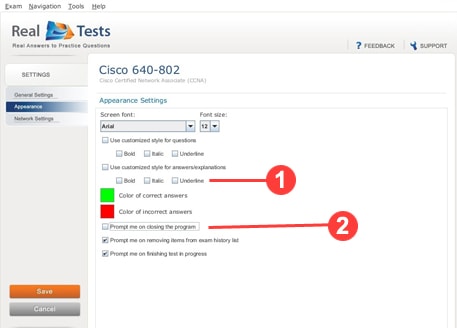 Exam Navigation Tools Help
Real Tests
Real Answers to Practice Questions
? FEEDBACK SUPPORT
SETTINGS
General Settings
Appearance
Network Settings
Cisco 640-802
Cisco Certified Network Associate (CCNA)
Appearance Settings
Screen font: Font size:
Arial 12
Use customized style for questions
Bold Italic Underline
Use customized style for answers/explanations
Bold Italic Underline
1
Color of correct answers
Color of incorrect answers
Prompt me on closing the program
2
Prompt me on removing items from exam history list
Prompt me on finishing test in progress
Save
Cancel